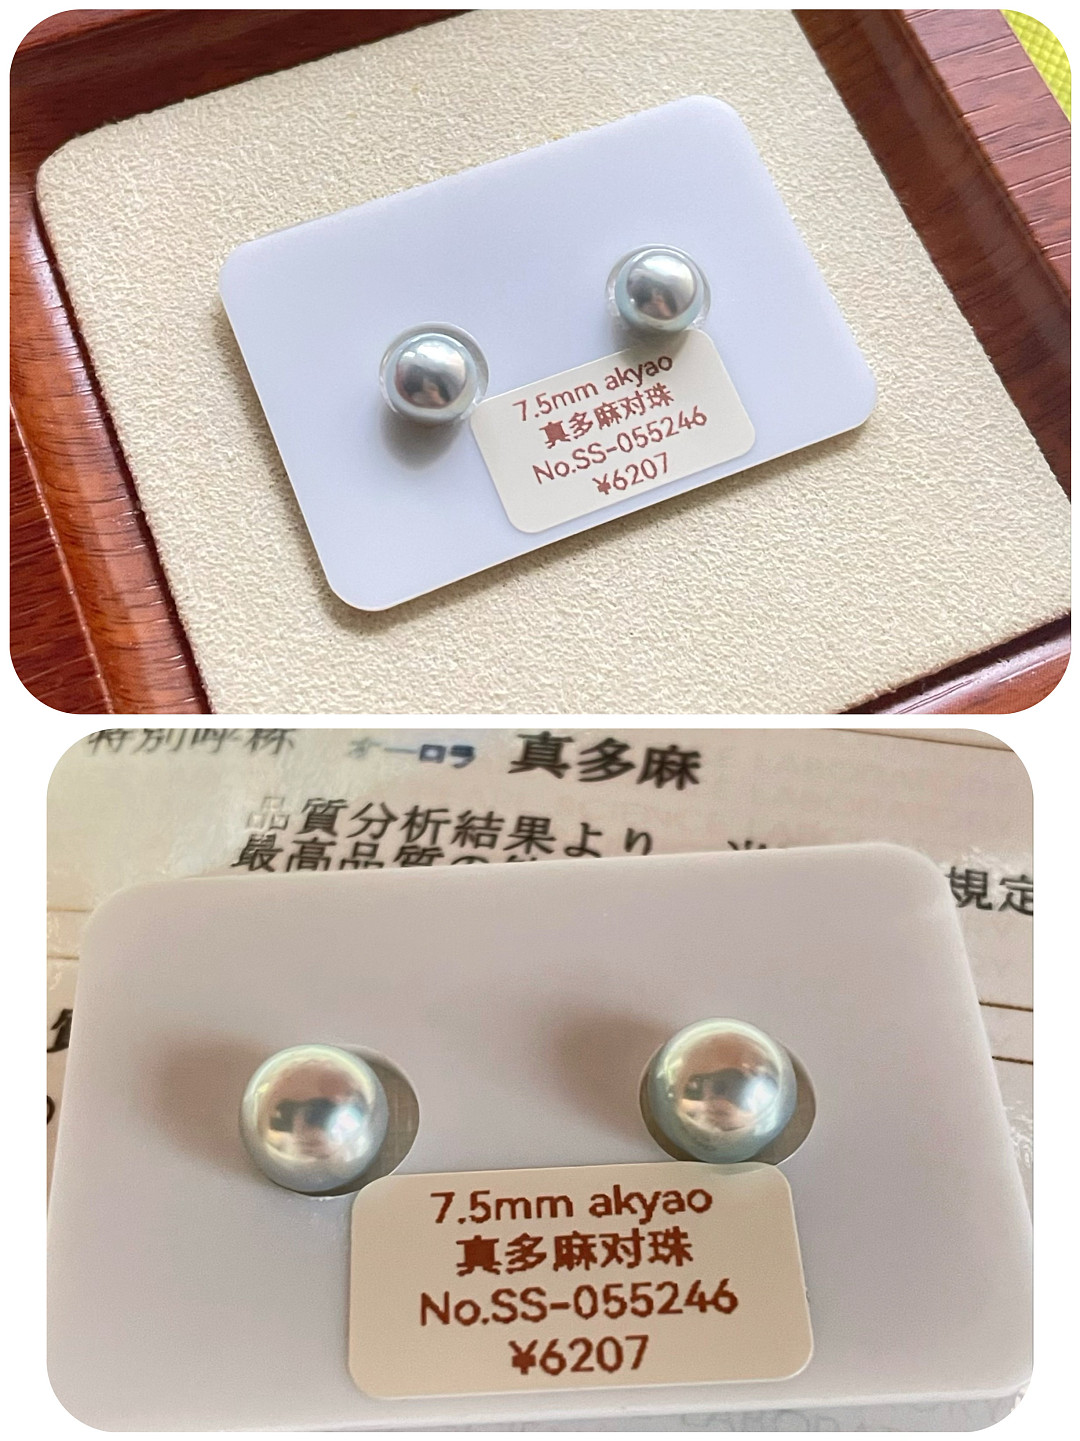 7.5mm akyao
真多麻对珠
No.SS-055246
¥6207
特別呼称 オーロラ 真多麻
品質分析結果より
最高品質の
規定
7.5mm akyao
真多麻对珠
No.SS-055246
¥6207